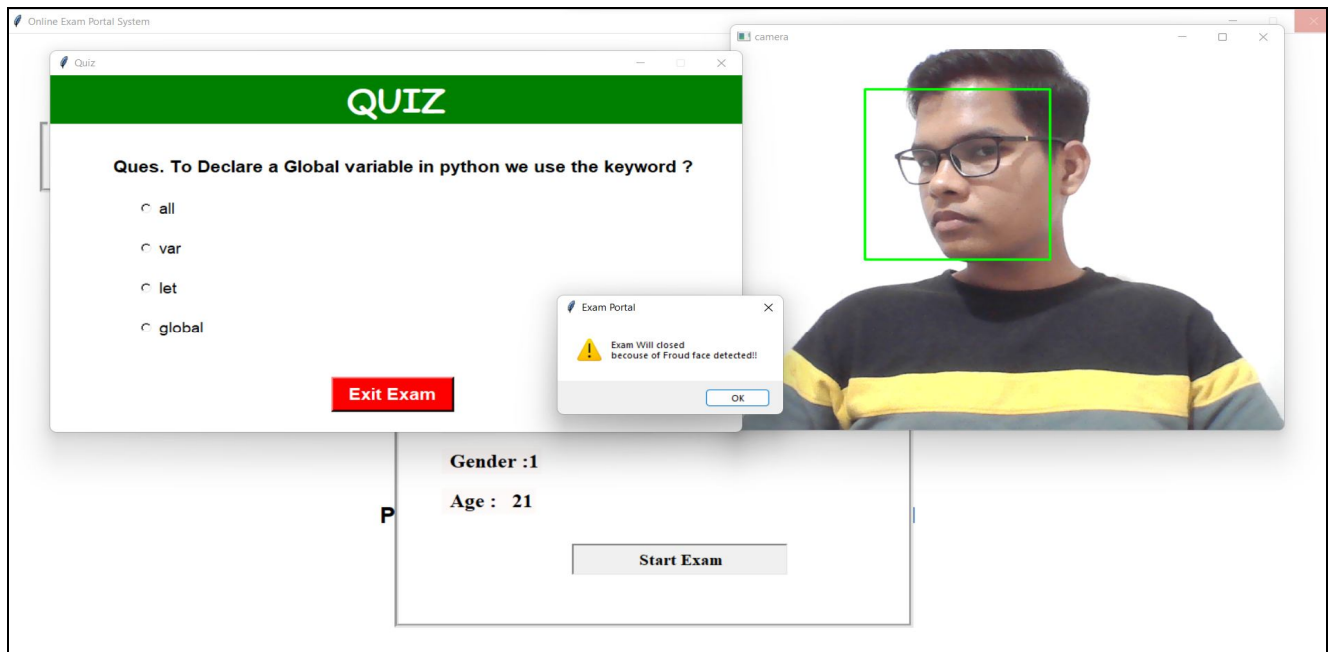 Online Exam Portal System
camera
Quiz
QUIZ
Ques. To Declare a Global variable in python we use the keyword ?
all
var
let
global
Exit Exam
Exam Portal
Exam Will closed
becouse of Froud face detected!!
OK
Gender :1
Age : 21
P
Start Exam